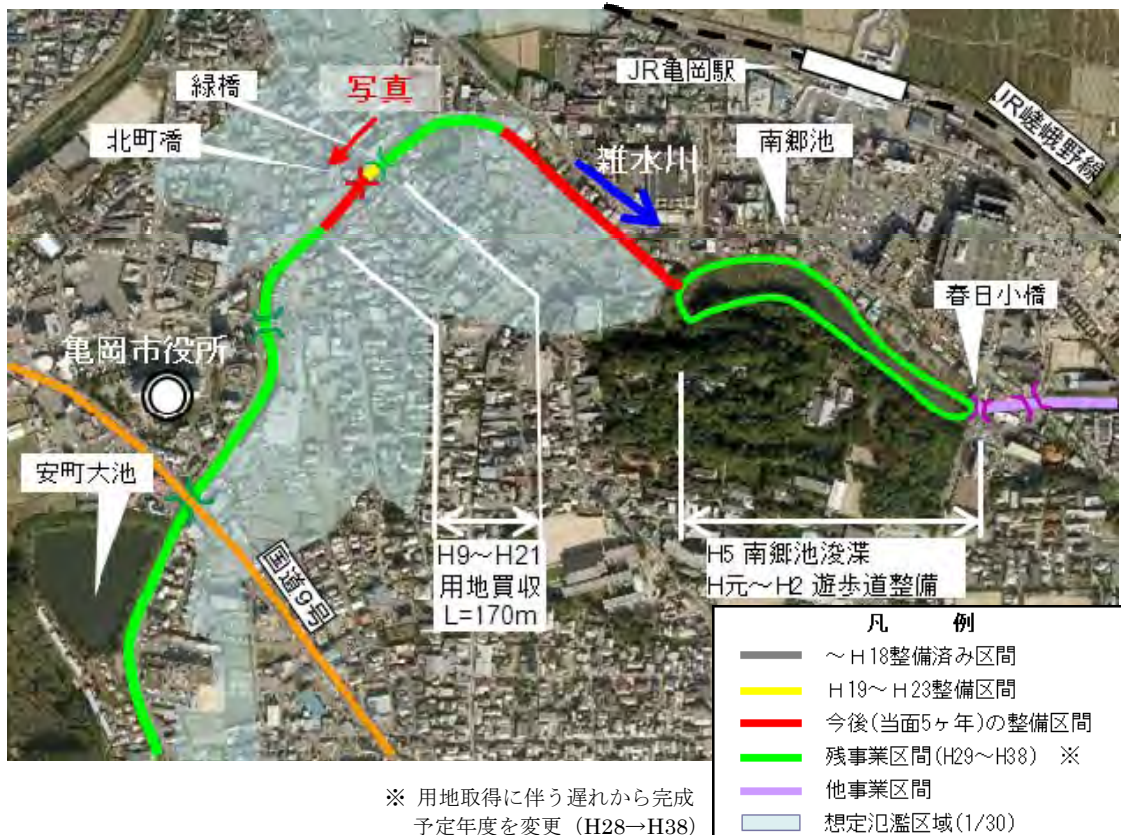 緑橋
写真
北町橋
JR亀岡駅
JR嵯峨野線
南郷池
雑水川
春日小橋
亀岡市役所
安町大池
国道9号
H9～H21
用地買収
L=170m
H5 南郷池浚渫
H元～H2 遊歩道整備
凡　例
～H18整備済み区間
H19～H23整備区間
今後(当面5ヶ年)の整備区間
残事業区間(H29～H38) ※
他事業区間
想定氾濫区域(1/30)
※ 用地取得に伴う遅れから完成
予定年度を変更 (H28→H38)